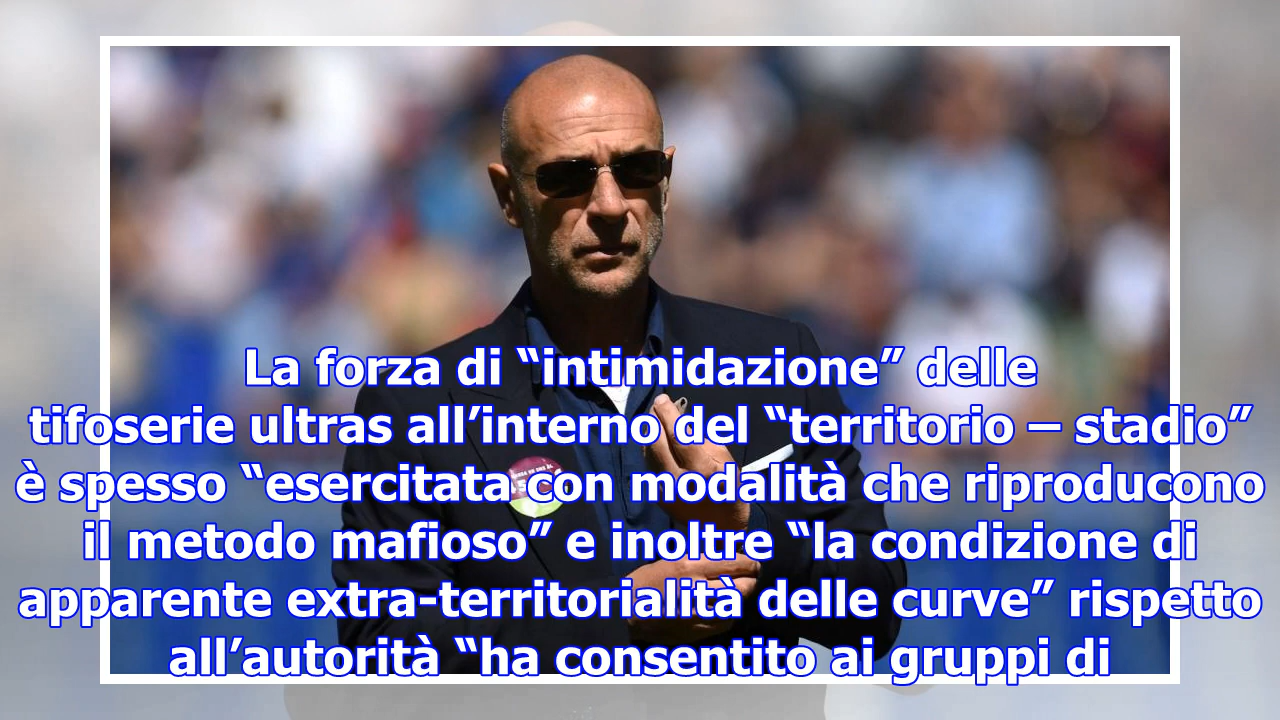 La forza di “intimidazione” delle
tifoserie ultras all’interno del “territorio – stadio”
è spesso “esercitata con modalità che riproducono
il metodo mafioso” e inoltre “la condizione di
apparente extra-territorialità delle curve” rispetto
all’autorità “ha consentito ai gruppi di